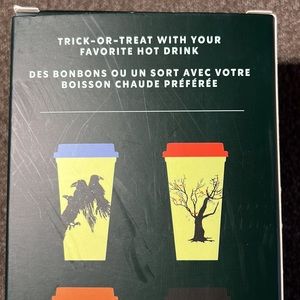 TRICK-OR-TREAT WITH YOUR
FAVORITE HOT DRINK
DES BONBONS OU UN SORT AVEC VOTRE
BOISSON CHAUDE PRÉFÉRÉE